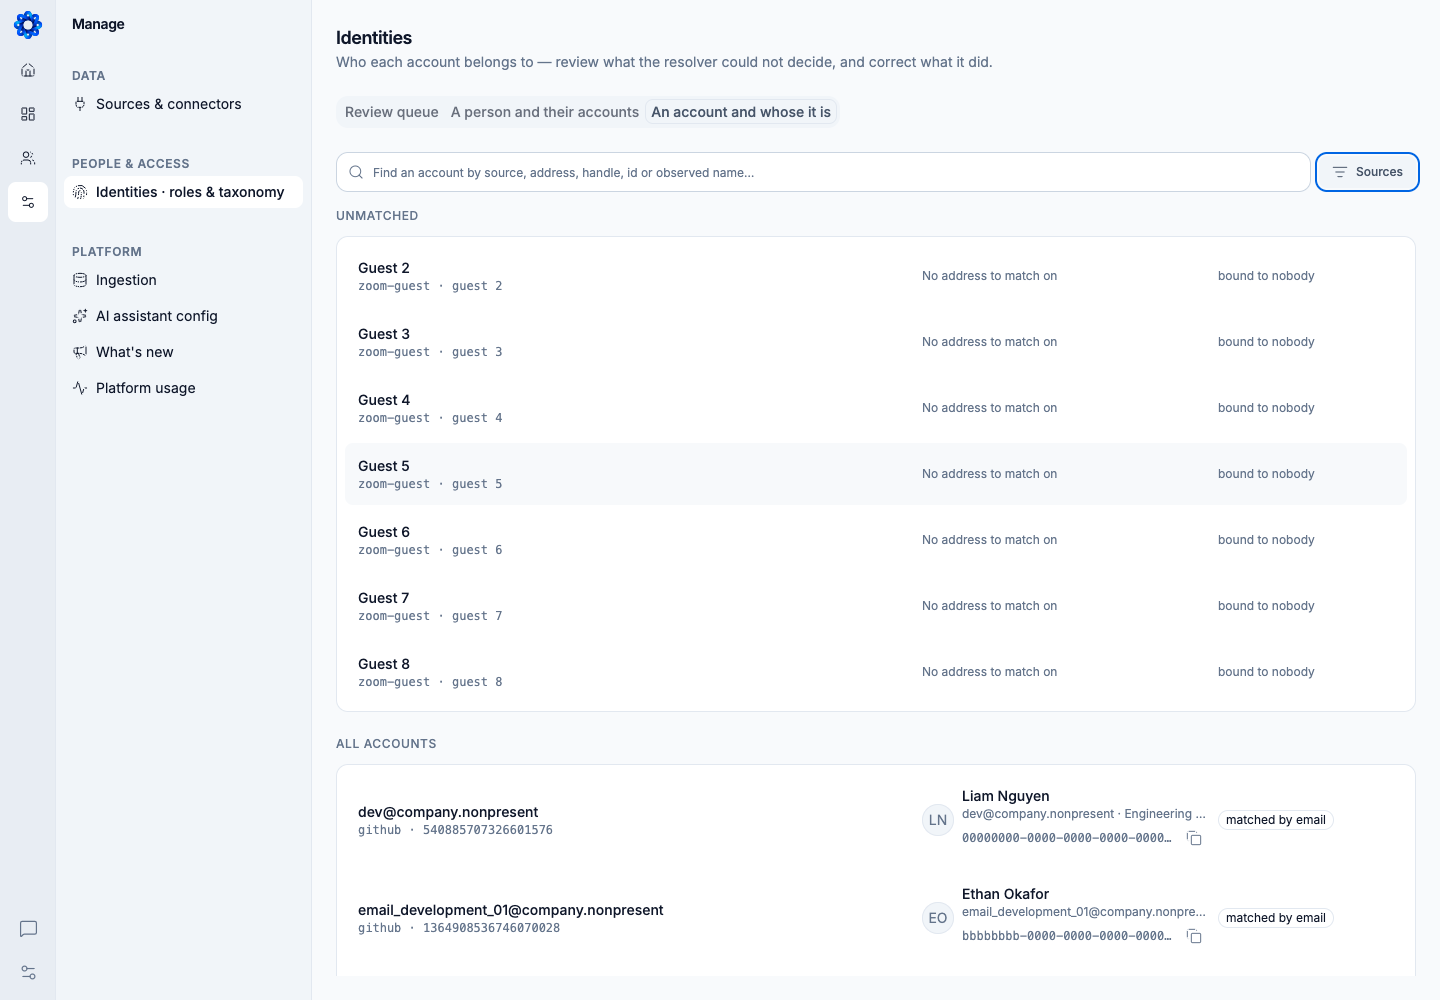 Manage
DATA
Sources & connectors
PEOPLE & ACCESS
Identities · roles & taxonomy
PLATFORM
Ingestion
AI assistant config
What's new
Platform usage
Identities
Who each account belongs to — review what the resolver could not decide, and correct what it did.
Review queue
A person and their accounts
An account and whose it is
Find an account by source, address, handle, id or observed name...
Sources
UNMATCHED
Guest 2
zoom-guest · guest 2
No address to match on
bound to nobody
Guest 3
zoom-guest · guest 3
No address to match on
bound to nobody
Guest 4
zoom-guest · guest 4
No address to match on
bound to nobody
Guest 5
zoom-guest · guest 5
No address to match on
bound to nobody
Guest 6
zoom-guest · guest 6
No address to match on
bound to nobody
Guest 7
zoom-guest · guest 7
No address to match on
bound to nobody
Guest 8
zoom-guest · guest 8
No address to match on
bound to nobody
ALL ACCOUNTS
dev@company.nonpresent
github · 540885707326601576
LN
Liam Nguyen
dev@company.nonpresent · Engineering ...
00000000-0000-0000-0000-0000…
matched by email
email_development_01@company.nonpresent
github · 1364908536746070028
EO
Ethan Okafor
email_development_01@company.nonpre...
bbbbbbbb-0000-0000-0000-0000…
matched by email